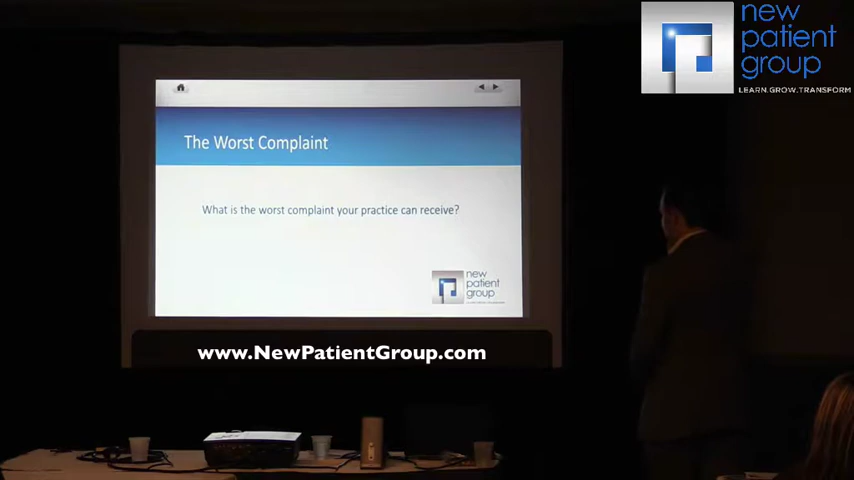 new
patient
group
LEARN.GROW.TRANSFORM
The Worst Complaint
What is the worst complaint your practice can receive?
new
patient
group
www.NewPatientGroup.com